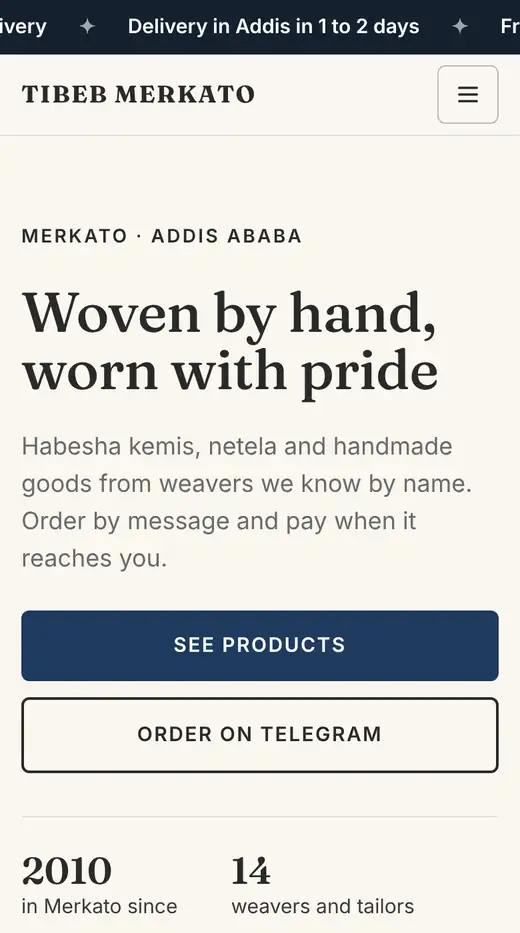 ivery ✦ Delivery in Addis in 1 to 2 days ✦ Fr
TIBEB MERKATO
MERKATO · ADDIS ABABA
Woven by hand,
worn with pride
Habesha kemis, netela and handmade
goods from weavers we know by name.
Order by message and pay when it
reaches you.
SEE PRODUCTS
ORDER ON TELEGRAM
2010
in Merkato since
14
weavers and tailors